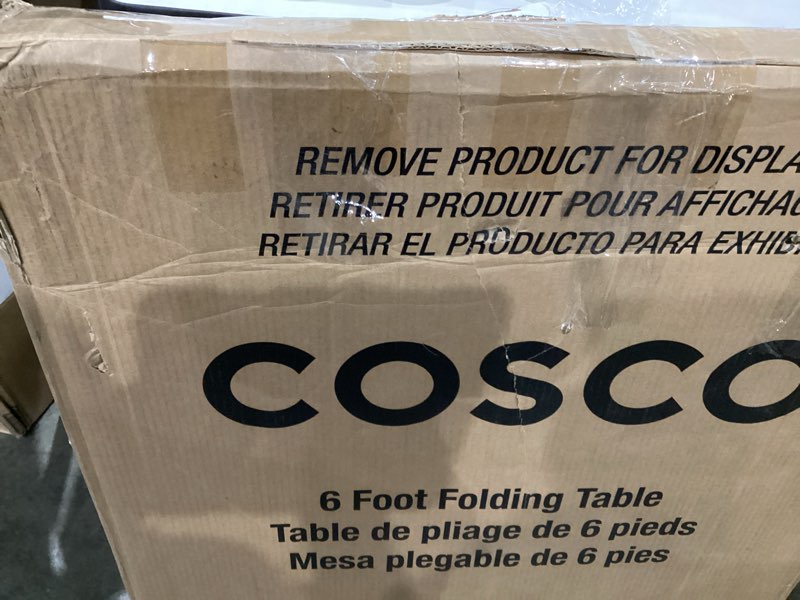 REMOVE PRODUCT FOR DISPLA
RETIRER PRODUIT POUR AFFICHAG
RETIRAR EL PRODUCTO PARA EXHIB
COSCO
6 Foot Folding Table
Table de pliage de 6 pieds
Mesa plegable de 6 pies